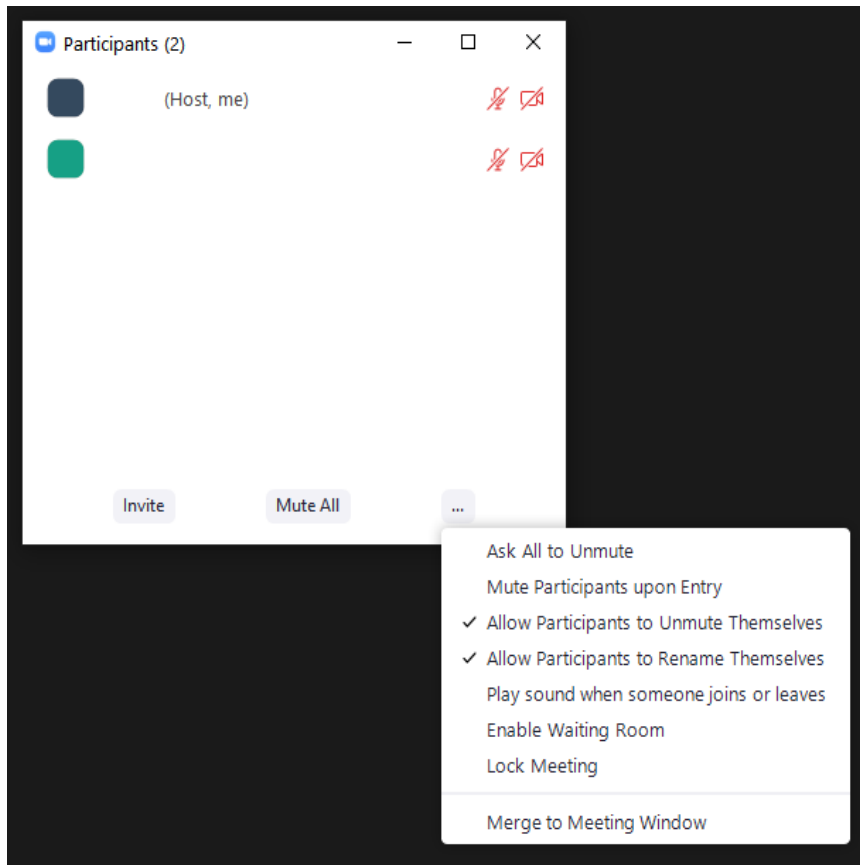 Participants (2)
(Host, me)
Invite
Mute All
...
Ask All to Unmute
Mute Participants upon Entry
Allow Participants to Unmute Themselves
Allow Participants to Rename Themselves
Play sound when someone joins or leaves
Enable Waiting Room
Lock Meeting
Merge to Meeting Window